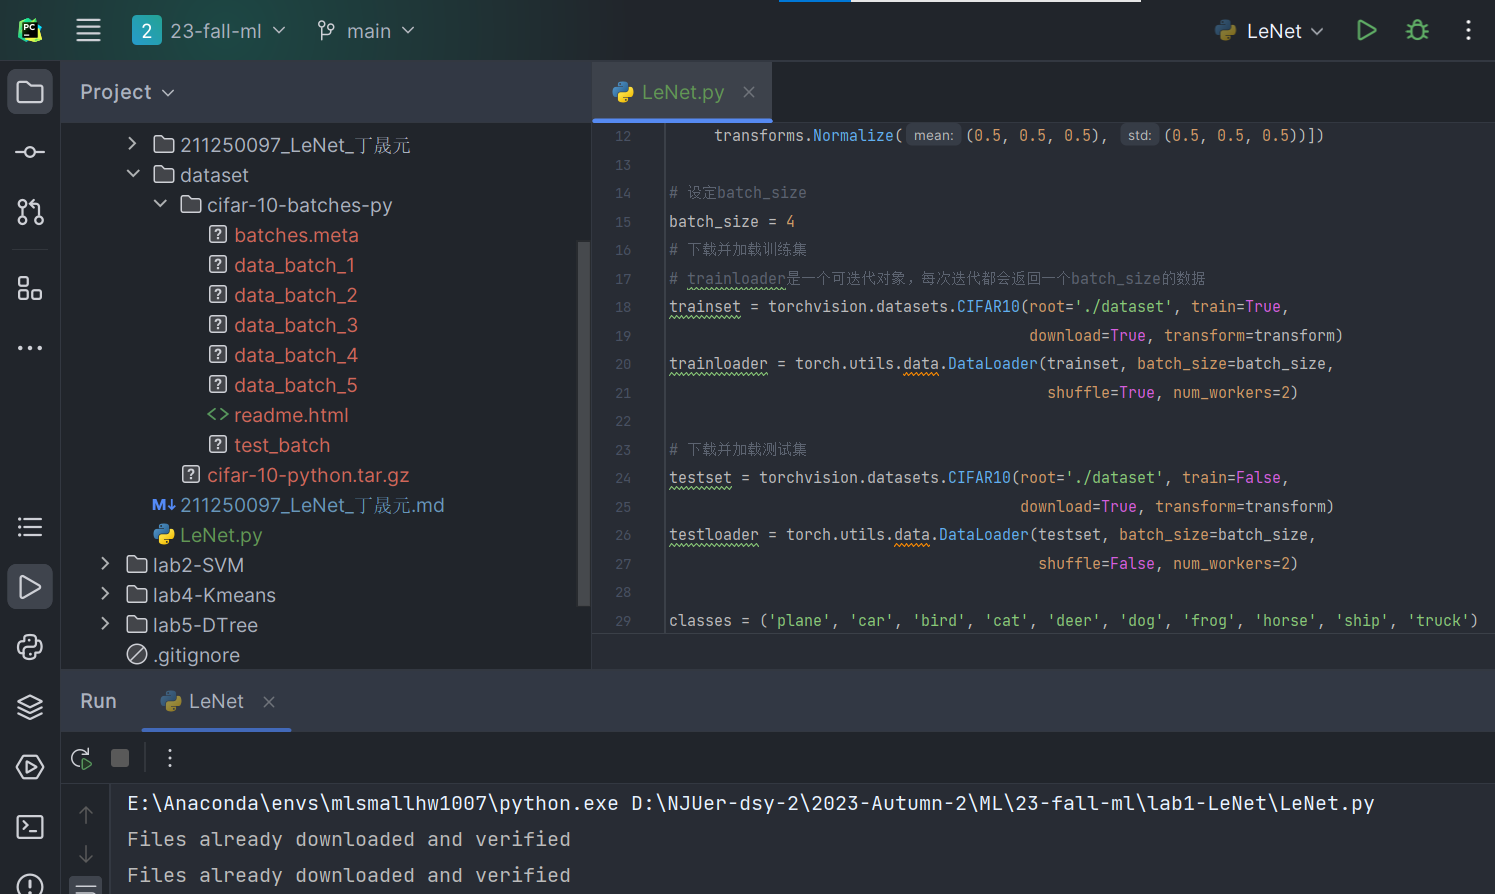 PC
2 23-fall-ml main LeNet
Project
LeNet.py
211250097_LeNet_丁晟元
dataset
cifar-10-batches-py
? batches.meta
? data_batch_1
? data_batch_2
? data_batch_3
? data_batch_4
? data_batch_5
<> readme.html
? test_batch
? cifar-10-python.tar.gz
M↓ 211250097_LeNet_丁晟元.md
LeNet.py
lab2-SVM
lab4-Kmeans
lab5-DTree
.gitignore
12 transforms.Normalize( mean: (0.5, 0.5, 0.5), std: (0.5, 0.5, 0.5))])
13
14 # 设定batch_size
15 batch_size = 4
16 # 下载并加载训练集
17 # trainloader是一个可迭代对象，每次迭代都会返回一个batch_size的数据
18 trainset = torchvision.datasets.CIFAR10(root='./dataset', train=True,
19 download=True, transform=transform)
20 trainloader = torch.utils.data.DataLoader(trainset, batch_size=batch_size,
21 shuffle=True, num_workers=2)
22
23 # 下载并加载测试集
24 testset = torchvision.datasets.CIFAR10(root='./dataset', train=False,
25 download=True, transform=transform)
26 testloader = torch.utils.data.DataLoader(testset, batch_size=batch_size,
27 shuffle=False, num_workers=2)
28
29 classes = ('plane', 'car', 'bird', 'cat', 'deer', 'dog', 'frog', 'horse', 'ship', 'truck')
Run LeNet
E:\Anaconda\envs\mlsmallhw1007\python.exe D:\NJUer-dsy-2\2023-Autumn-2\ML\23-fall-ml\lab1-LeNet\LeNet.py
Files already downloaded and verified
Files already downloaded and verified